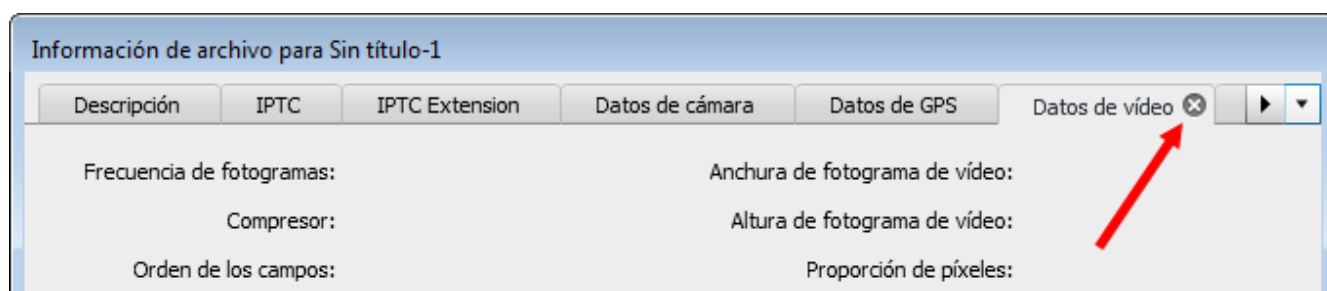 Información de archivo para Sin título-1
Descripción IPTC IPTC Extension Datos de cámara Datos de GPS Datos de vídeo
Frecuencia de fotogramas: Anchura de fotograma de vídeo:
Compresor: Altura de fotograma de vídeo:
Orden de los campos: Proporción de píxeles: